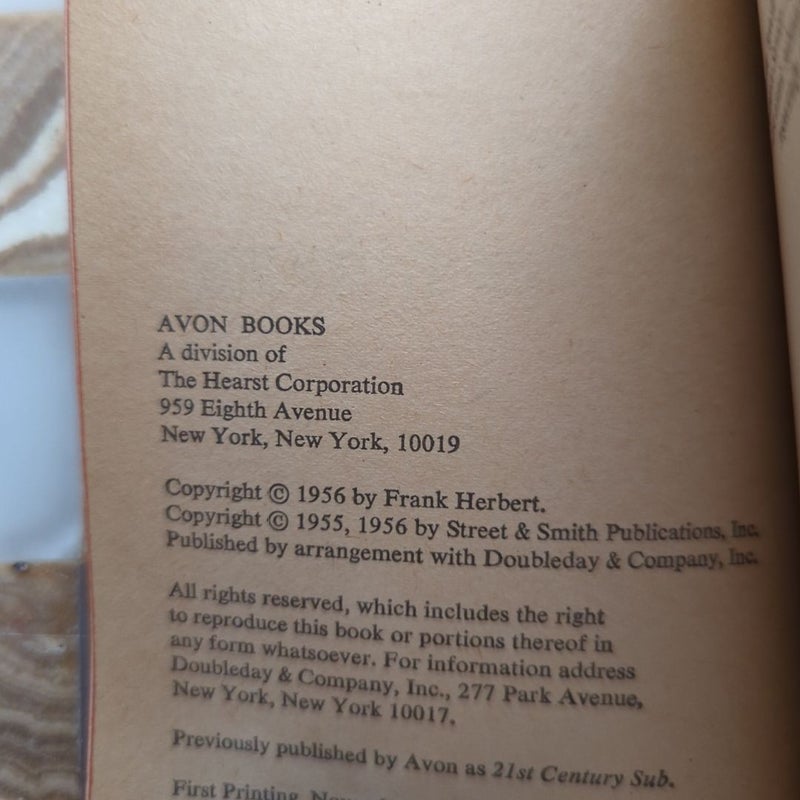 AVON BOOKS
A division of
The Hearst Corporation
959 Eighth Avenue
New York, New York, 10019
Copyright © 1956 by Frank Herbert.
Copyright © 1955, 1956 by Street & Smith Publications, Inc.
Published by arrangement with Doubleday & Company, Inc.
All rights reserved, which includes the right
to reproduce this book or portions thereof in
any form whatsoever. For information address
Doubleday & Company, Inc., 277 Park Avenue,
New York, New York 10017.
Previously published by Avon as 21st Century Sub.
First Printing,